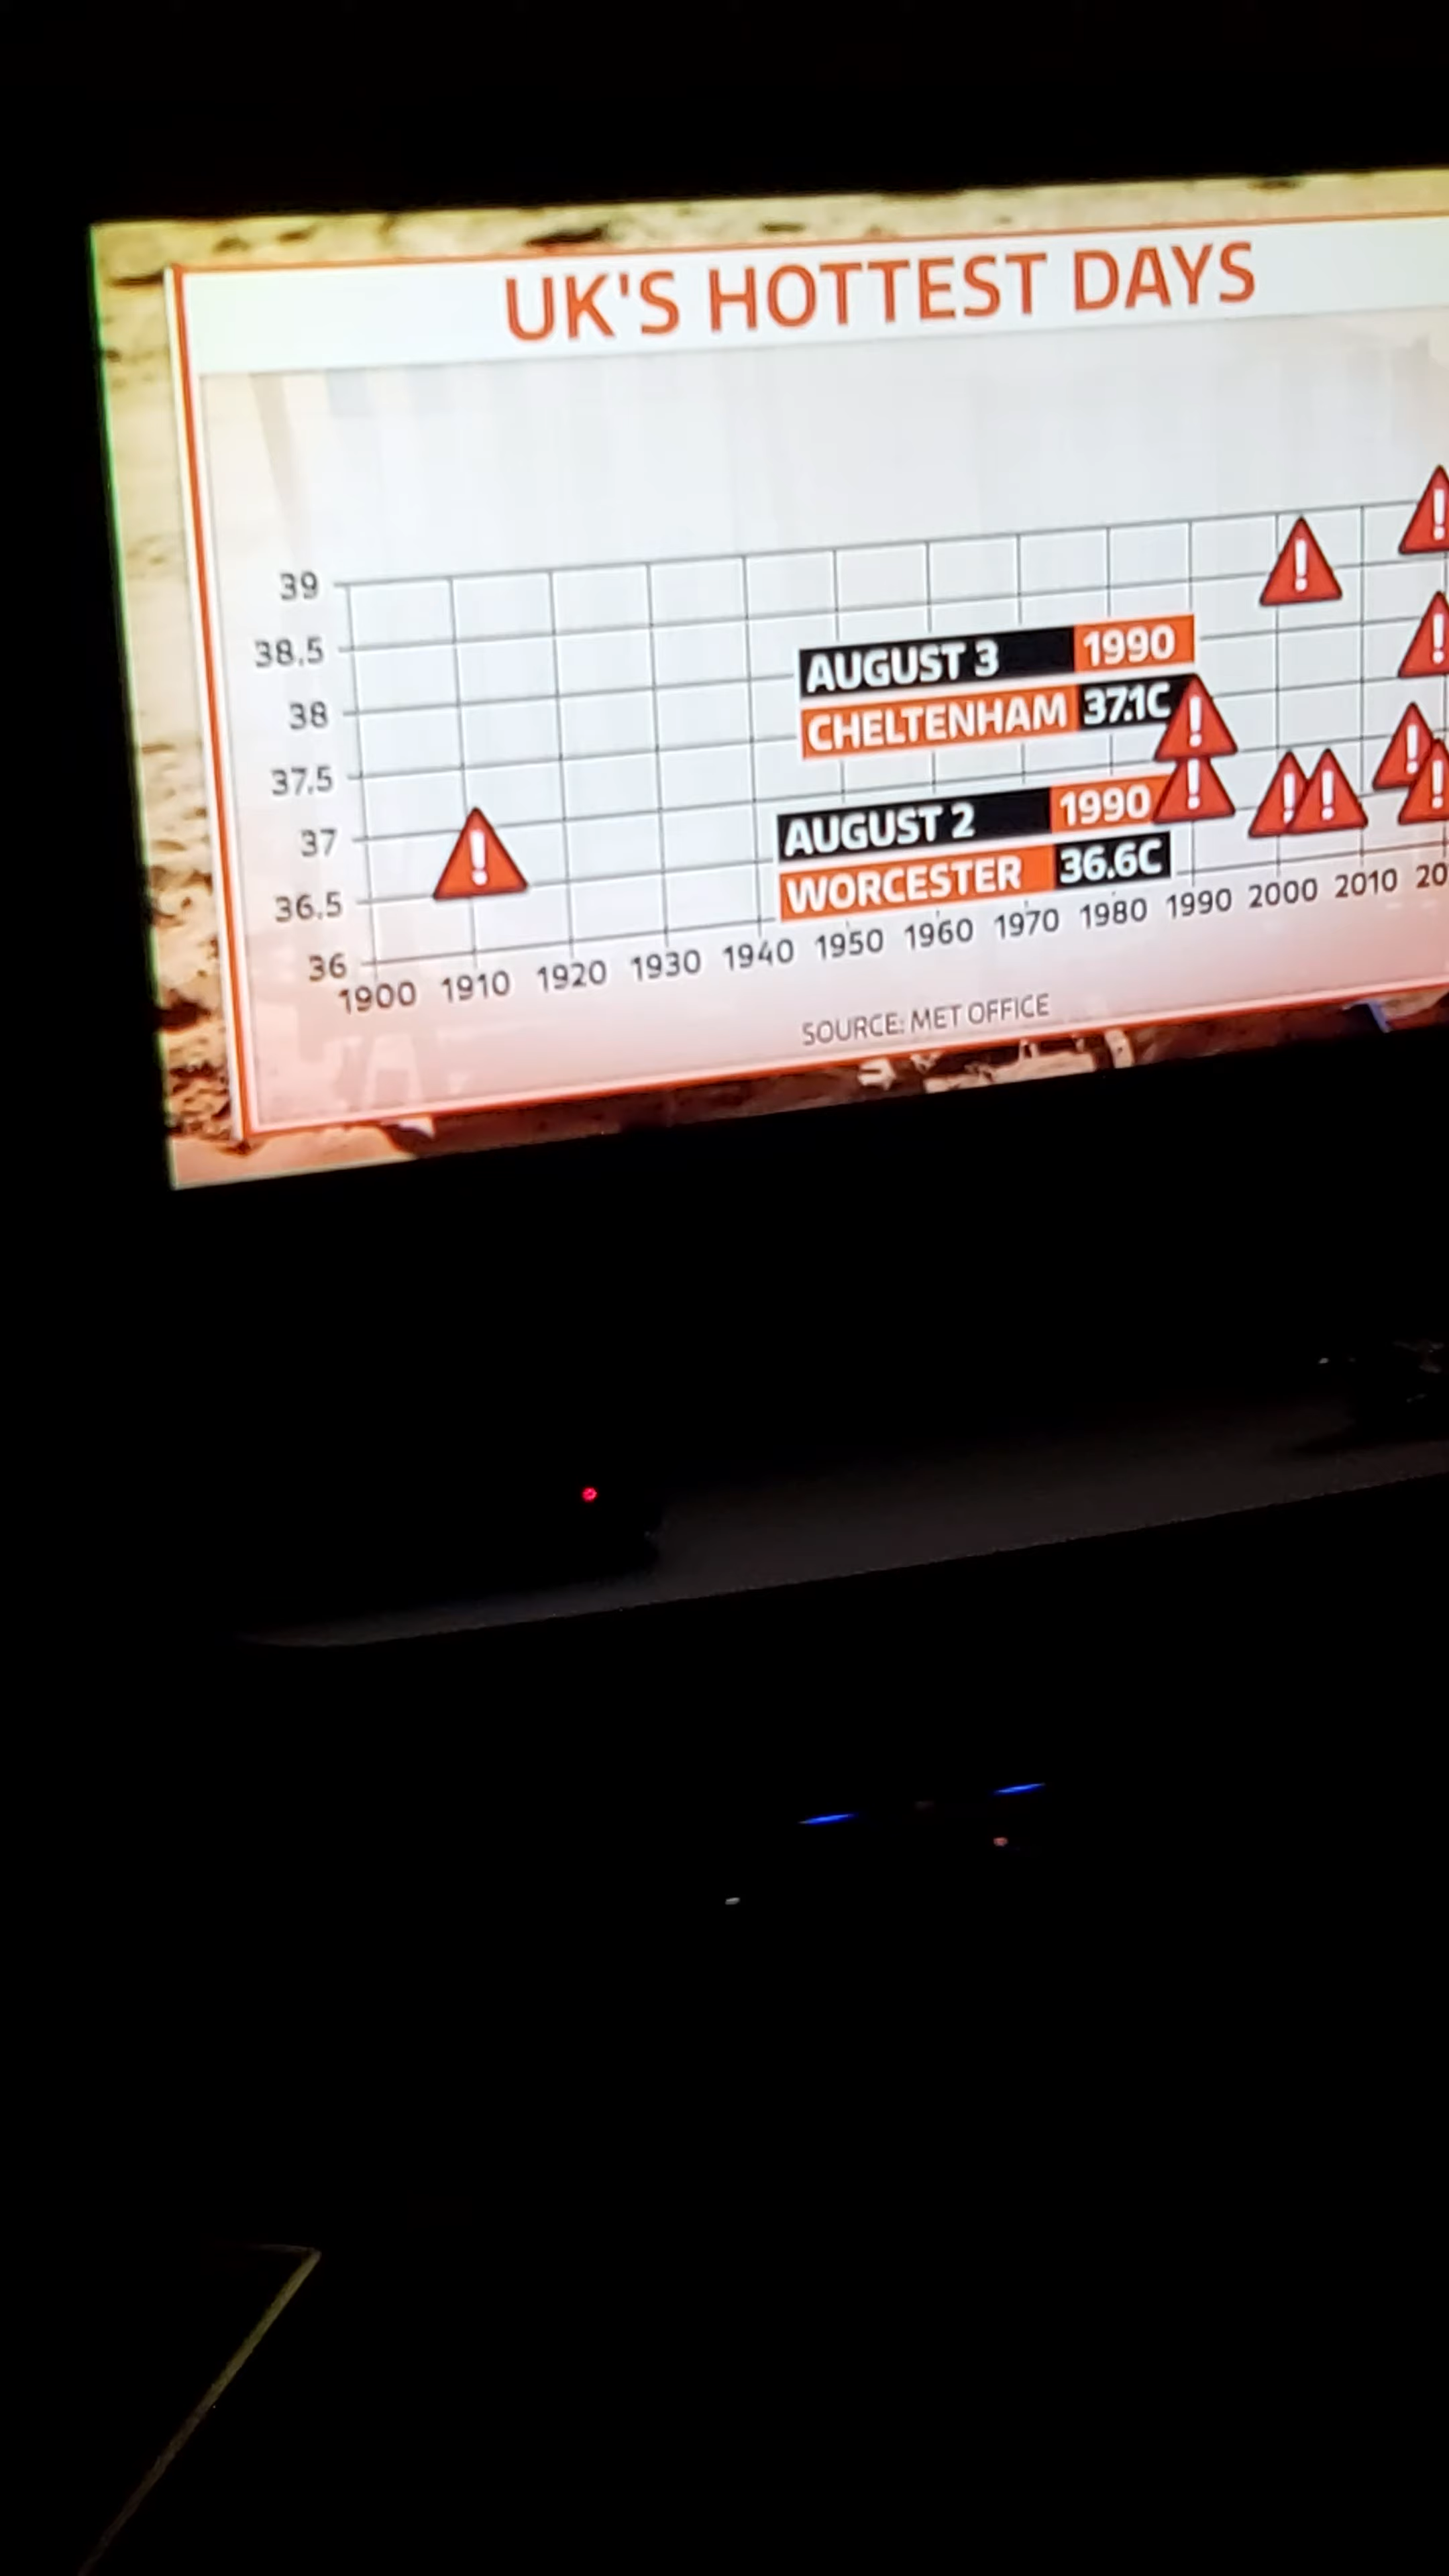 UK'S HOTTEST DAYS
39
38.5
38
37.5
37
36.5
36
AUGUST 3 1990
CHELTENHAM 37.1C
AUGUST 2 1990
WORCESTER 36.6C
1900 1910 1920 1930 1940 1950 1960 1970 1980 1990 2000 2010 20
SOURCE: MET OFFICE